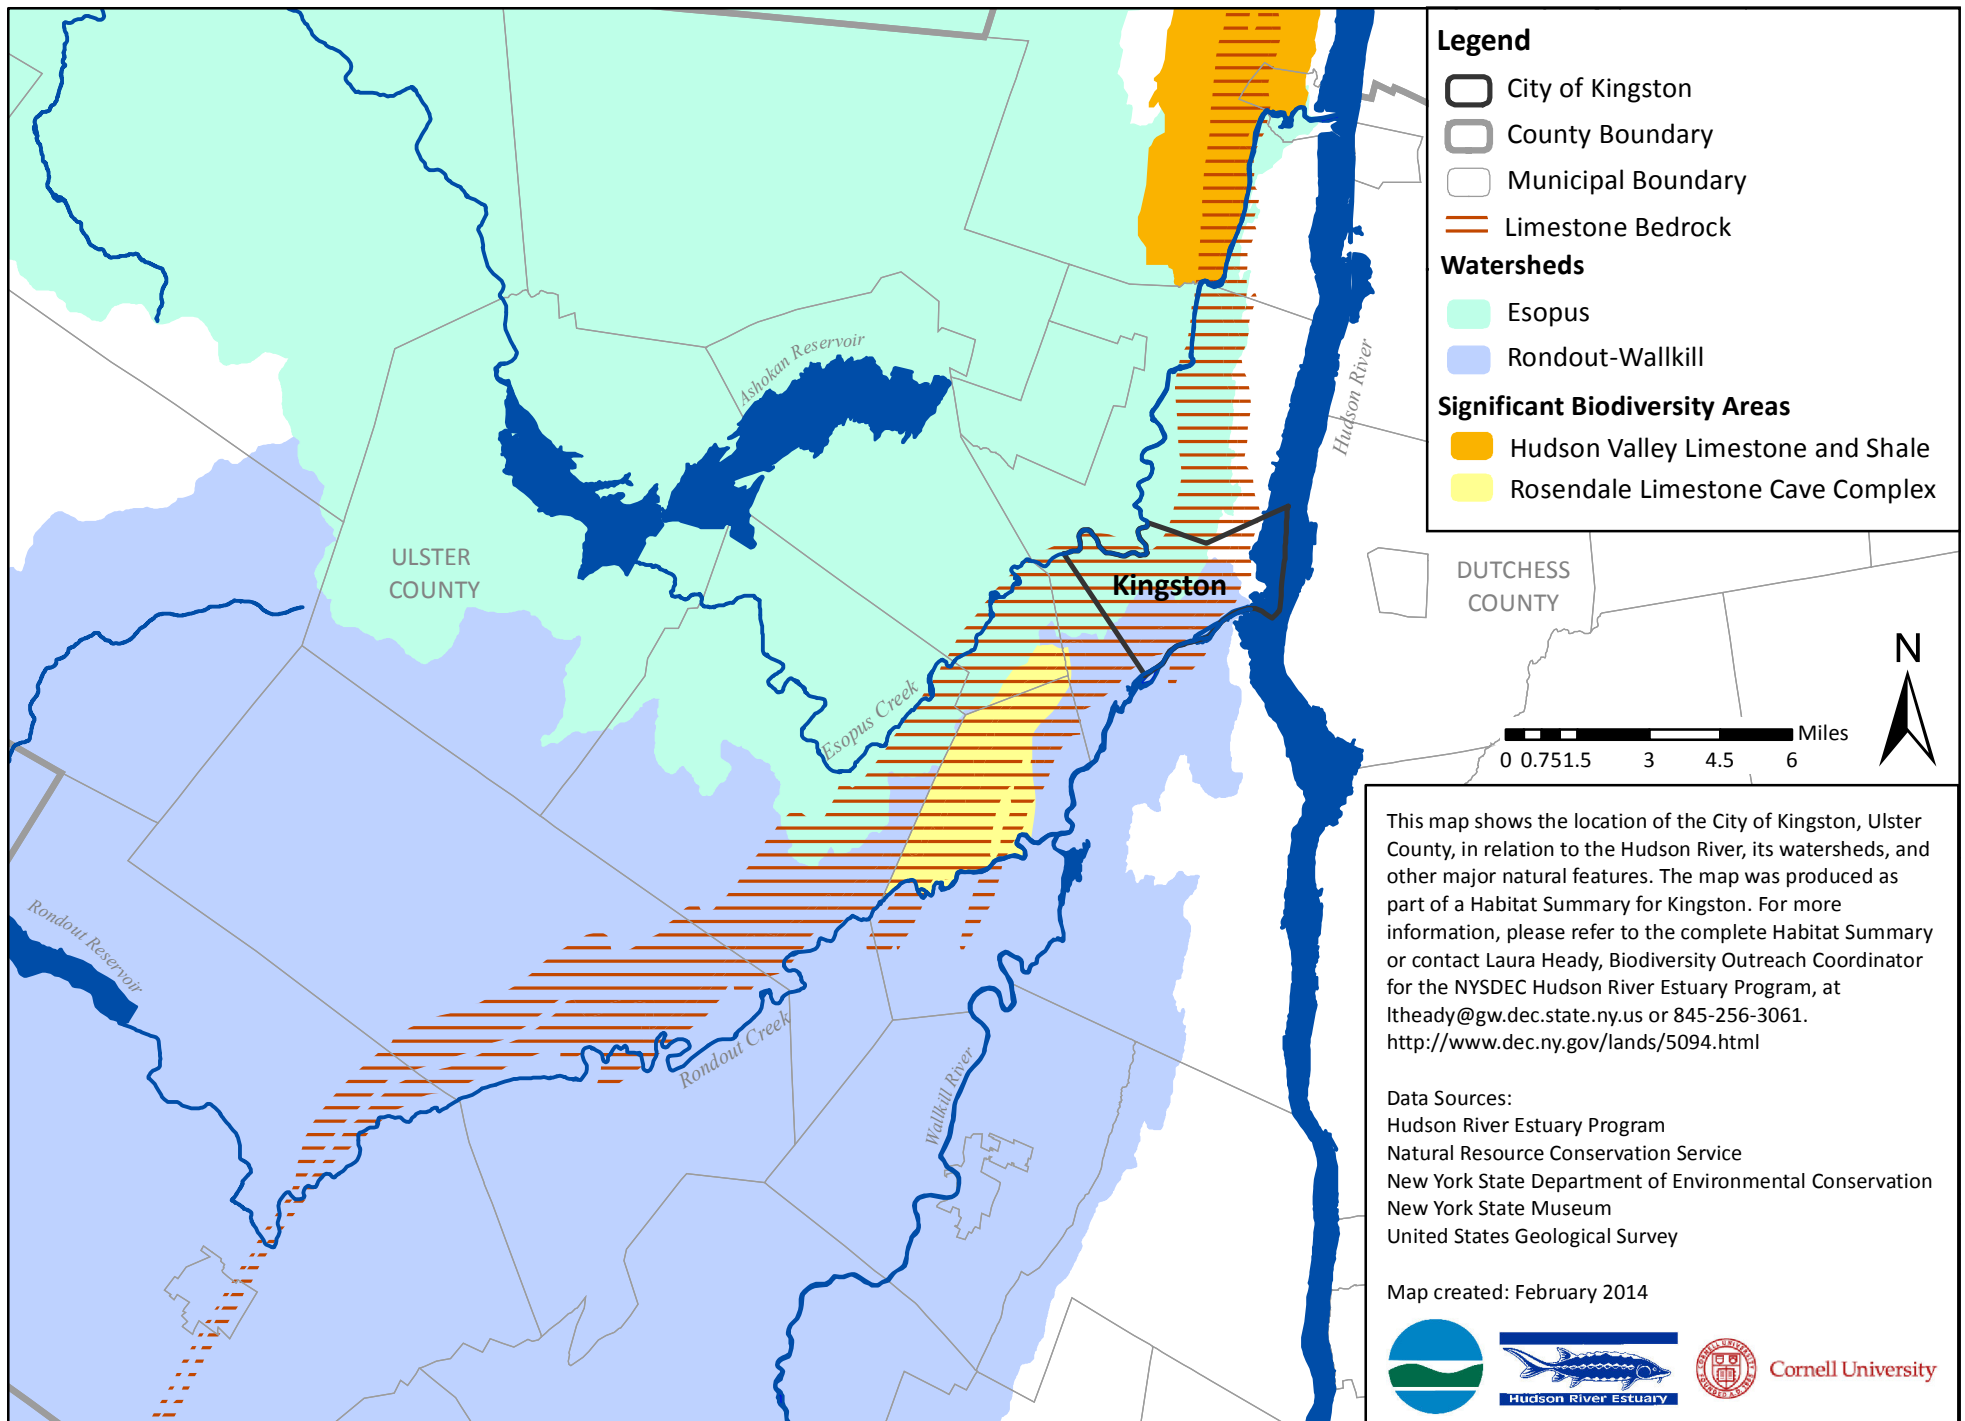 Legend
City of Kingston
County Boundary
Municipal Boundary
Limestone Bedrock
Watersheds
Esopus
Rondout-Wallkill
Significant Biodiversity Areas
Hudson Valley Limestone and Shale
Rosendale Limestone Cave Complex
Ashokan Reservoir
Hudson River
ULSTER
COUNTY
Kingston
DUTCHESS
COUNTY
N
Esopus Creek
Miles
0 0.75 1.5 3 4.5 6
Rondout Reservoir
Rondout Creek
Wallkill River
This map shows the location of the City of Kingston, Ulster
County, in relation to the Hudson River, its watersheds, and
other major natural features. The map was produced as
part of a Habitat Summary for Kingston. For more
information, please refer to the complete Habitat Summary
or contact Laura Heady, Biodiversity Outreach Coordinator
for the NYSDEC Hudson River Estuary Program, at
ltheady@gw.dec.state.ny.us or 845-256-3061.
http://www.dec.ny.gov/lands/5094.html
Data Sources:
Hudson River Estuary Program
Natural Resource Conservation Service
New York State Department of Environmental Conservation
New York State Museum
United States Geological Survey
Map created: February 2014
Hudson River Estuary
CORNELL UNIVERSITY
FOUNDED A.D. 1865
Cornell University